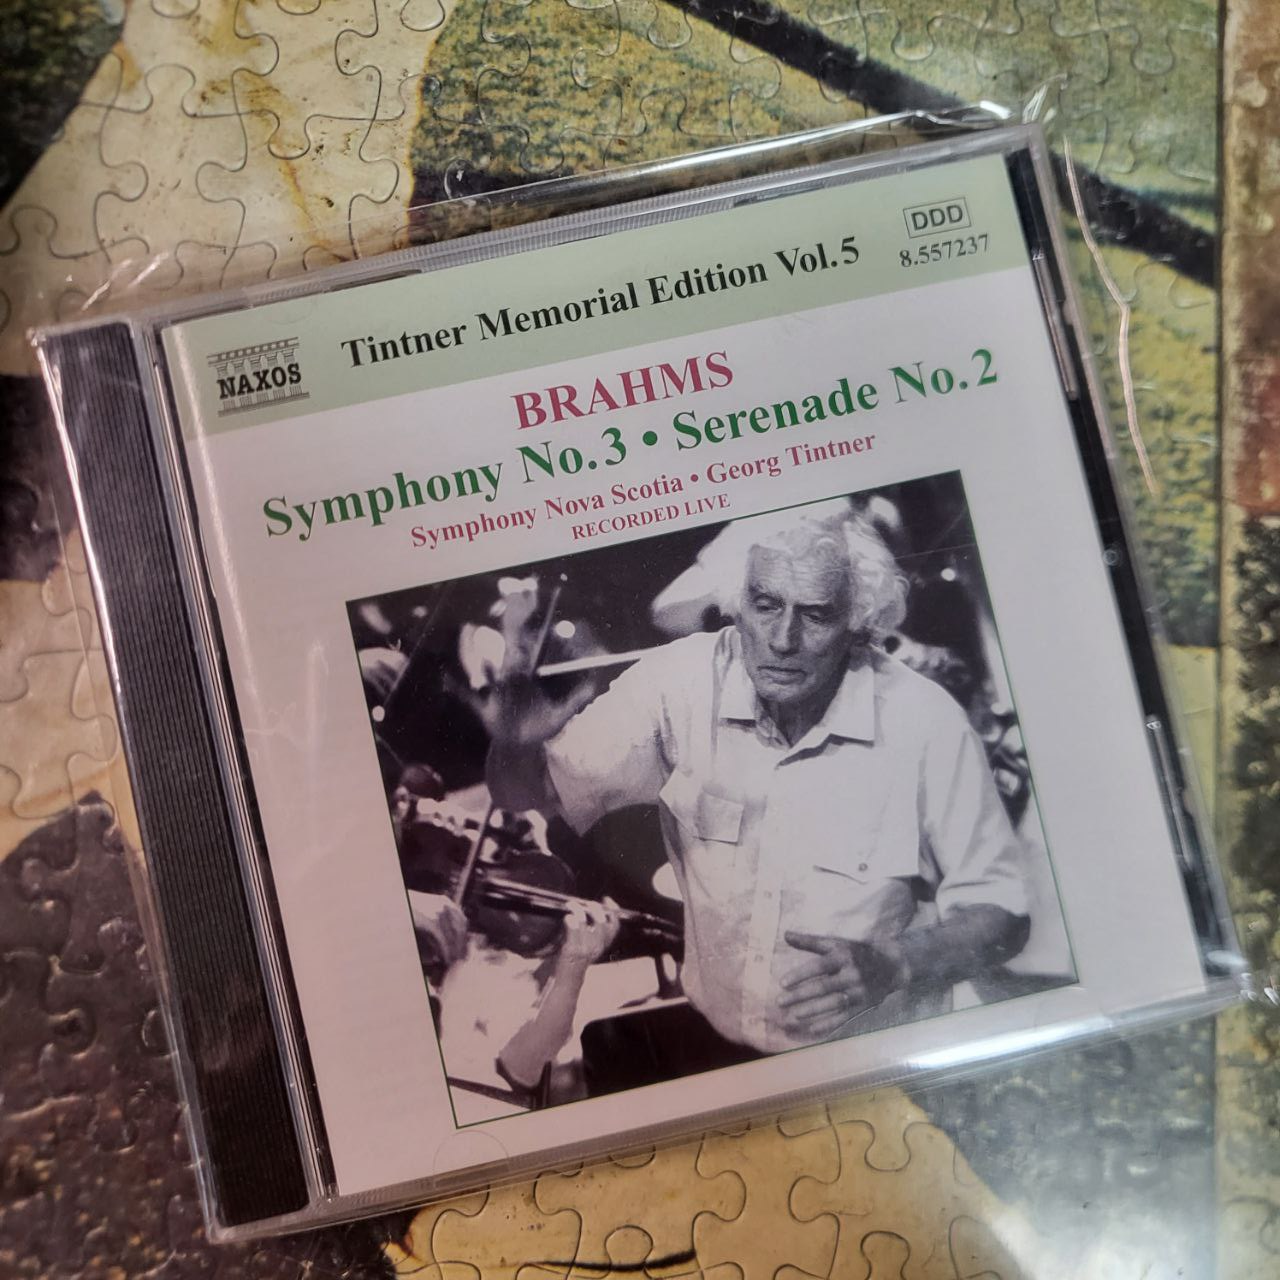 DDD
8.557237
Tintner Memorial Edition Vol. 5
NAXOS
BRAHMS
Symphony No. 3 • Serenade No. 2
Symphony Nova Scotia • Georg Tintner
RECORDED LIVE